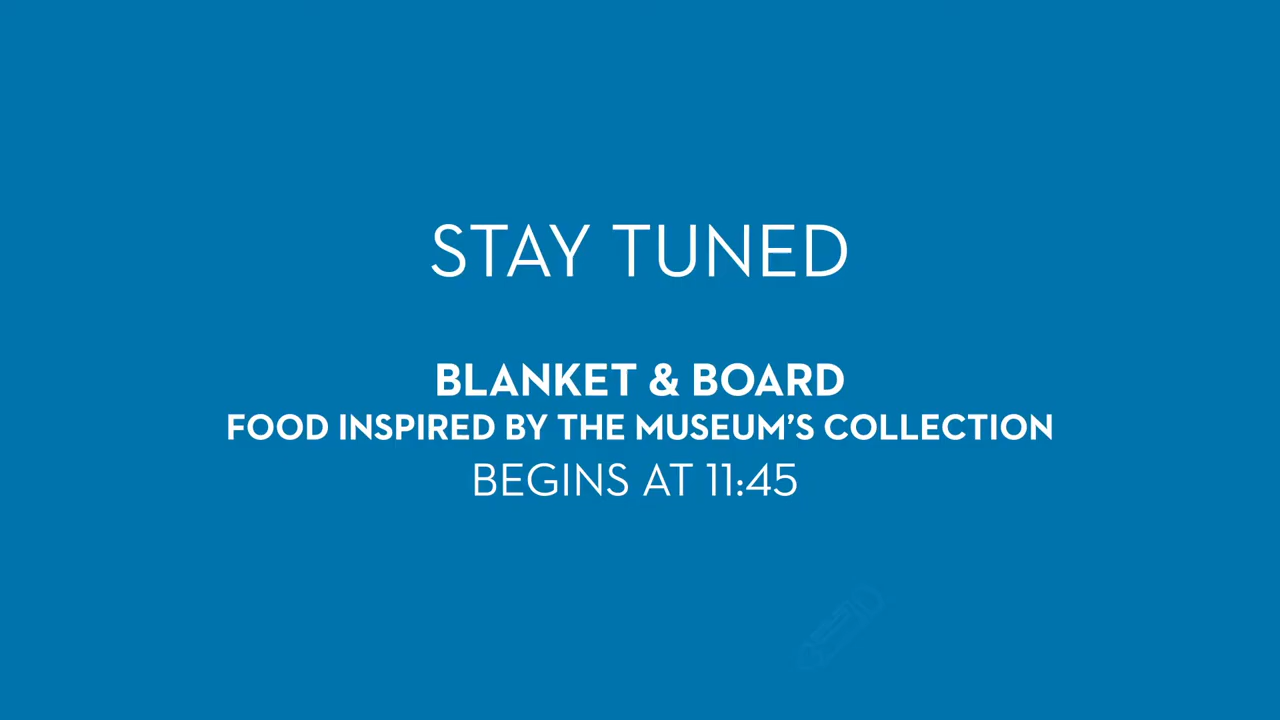 STAY TUNED
BLANKET & BOARD
FOOD INSPIRED BY THE MUSEUM’S COLLECTION
BEGINS AT 11:45